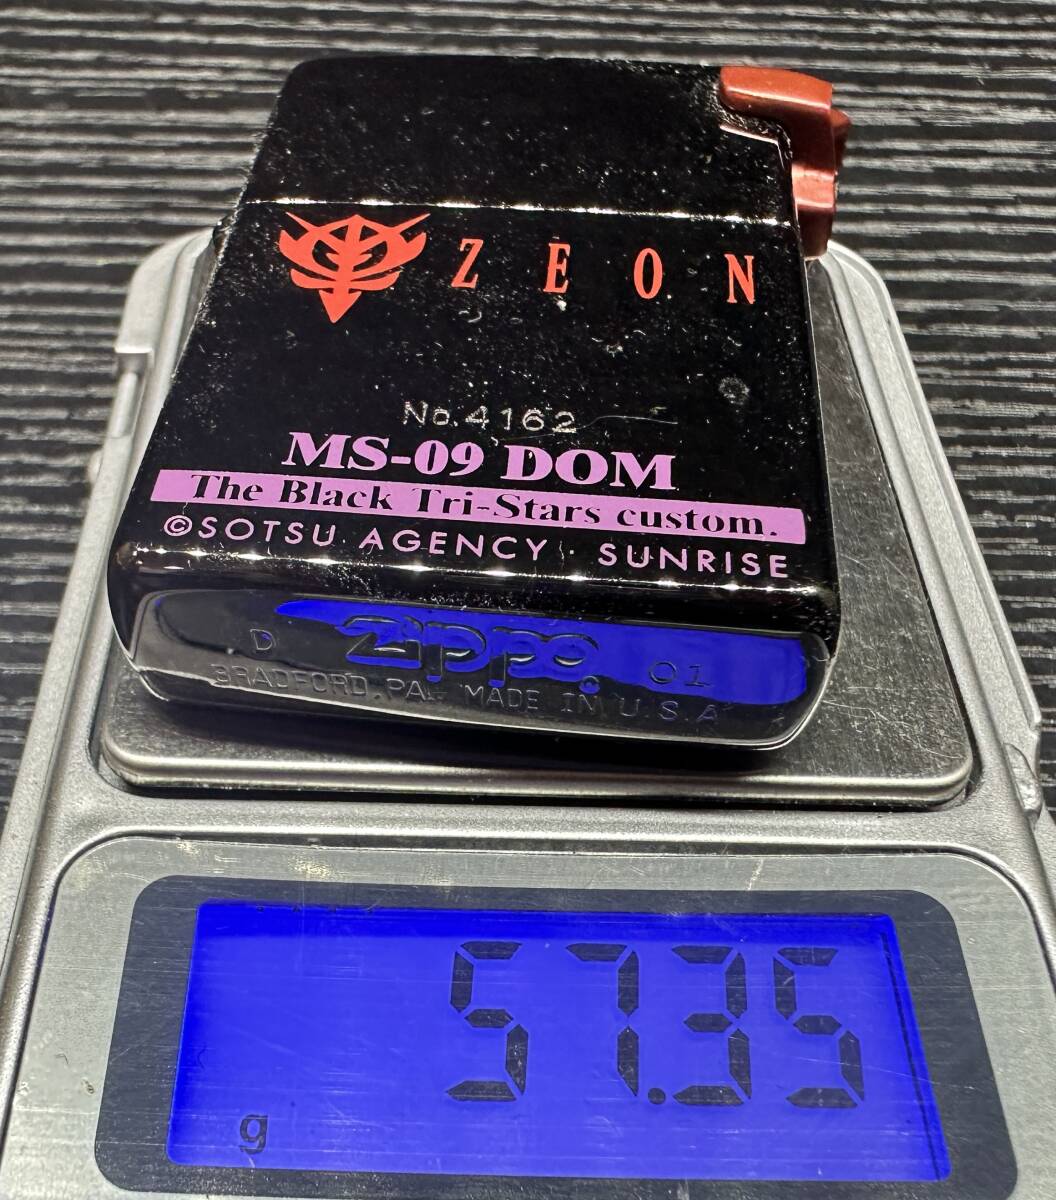 ZEON
No.4162
MS-09 DOM
The Black Tri-Stars custom.
©SOTSU AGENCY · SUNRISE
D zippo 01
BRADFORD, PA. MADE IN U.S.A
57.35
g